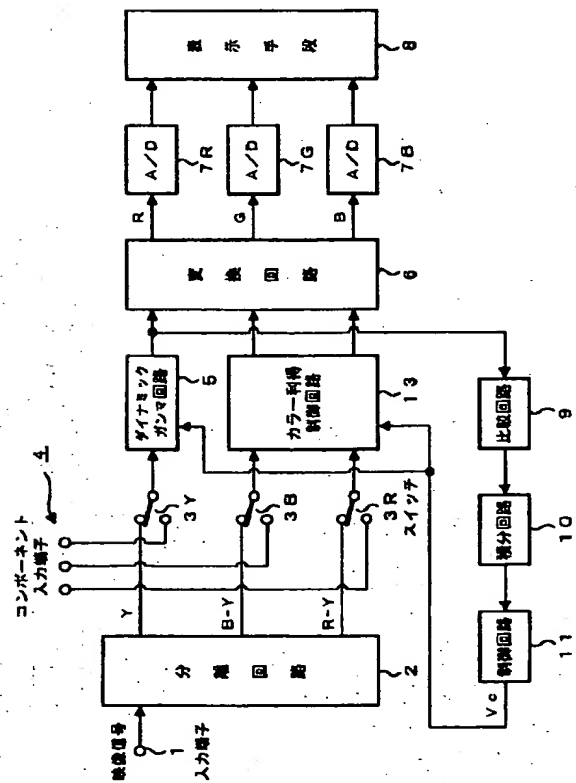 コンポーネント
入力端子
4
映像信号
1
入力端子
分離回路
2
Y
B-Y
R-Y
3Y
3B
3R
スイッチ
ダイナミック
ガンマ回路
5
カラー利得
制御回路
13
変換回路
6
R
G
B
A/D
7R
A/D
7G
A/D
7B
表示手段
8
比較回路
9
積分回路
10
制御回路
11
Vc